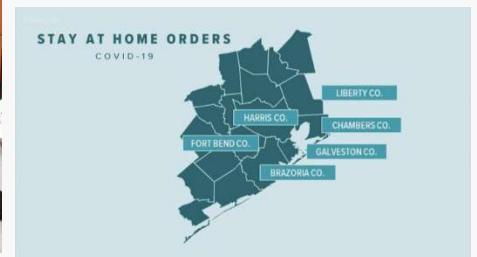 STAY AT HOME ORDERS
COVID-19
LIBERTY CO.
HARRIS CO.
CHAMBERS CO.
FORT BEND CO.
GALVESTON CO.
BRAZORIA CO.